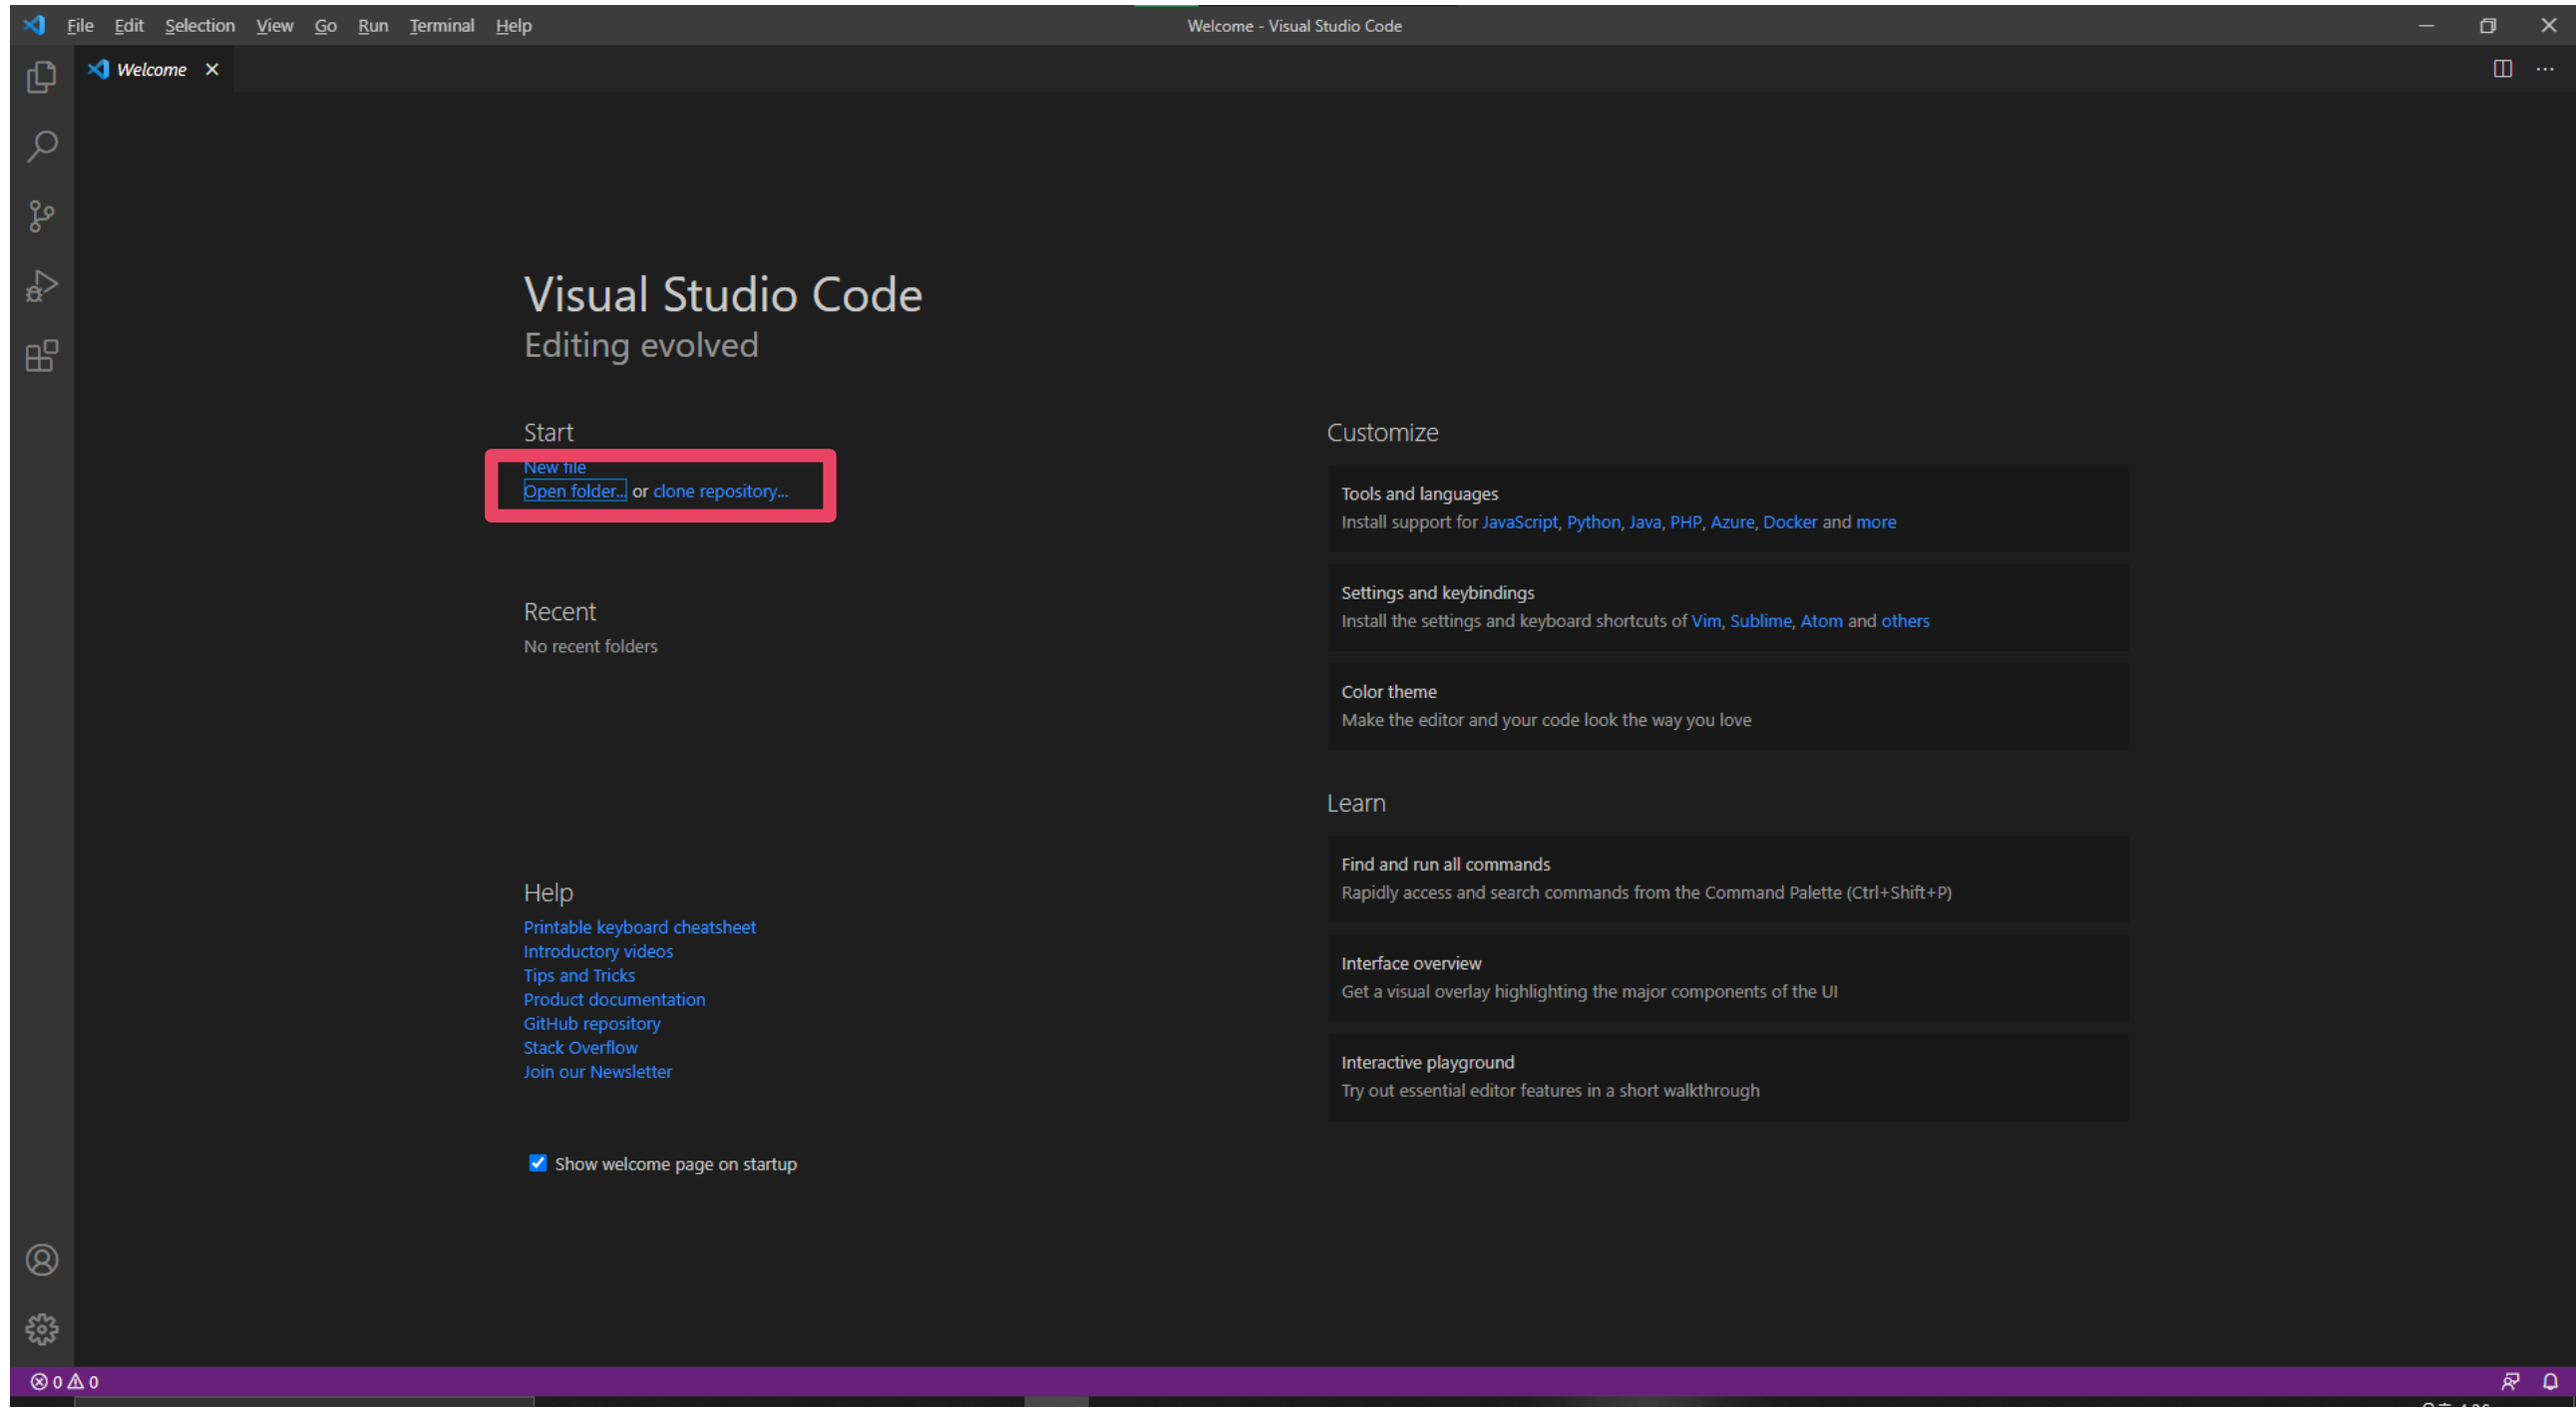 File Edit Selection View Go Run Terminal Help
Welcome - Visual Studio Code
Welcome
Visual Studio Code
Editing evolved
Start
New file
Open folder... or clone repository...
Recent
No recent folders
Help
Printable keyboard cheatsheet
Introductory videos
Tips and Tricks
Product documentation
GitHub repository
Stack Overflow
Join our Newsletter
Show welcome page on startup
Customize
Tools and languages
Install support for JavaScript, Python, Java, PHP, Azure, Docker and more
Settings and keybindings
Install the settings and keyboard shortcuts of Vim, Sublime, Atom and others
Color theme
Make the editor and your code look the way you love
Learn
Find and run all commands
Rapidly access and search commands from the Command Palette (Ctrl+Shift+P)
Interface overview
Get a visual overlay highlighting the major components of the UI
Interactive playground
Try out essential editor features in a short walkthrough
0 0